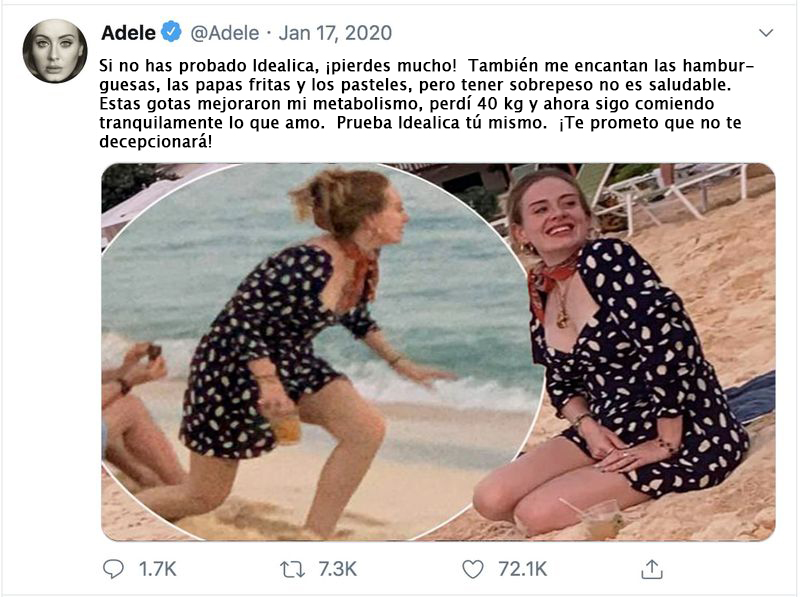 Adele @Adele · Jan 17, 2020
Si no has probado Idealica, ¡pierdes mucho! También me encantan las hambur-
guesas, las papas fritas y los pasteles, pero tener sobrepeso no es saludable.
Estas gotas mejoraron mi metabolismo, perdí 40 kg y ahora sigo comiendo
tranquilamente lo que amo. Prueba Idealica tú mismo. ¡Te prometo que no te
decepcionará!
1.7K 7.3K 72.1K